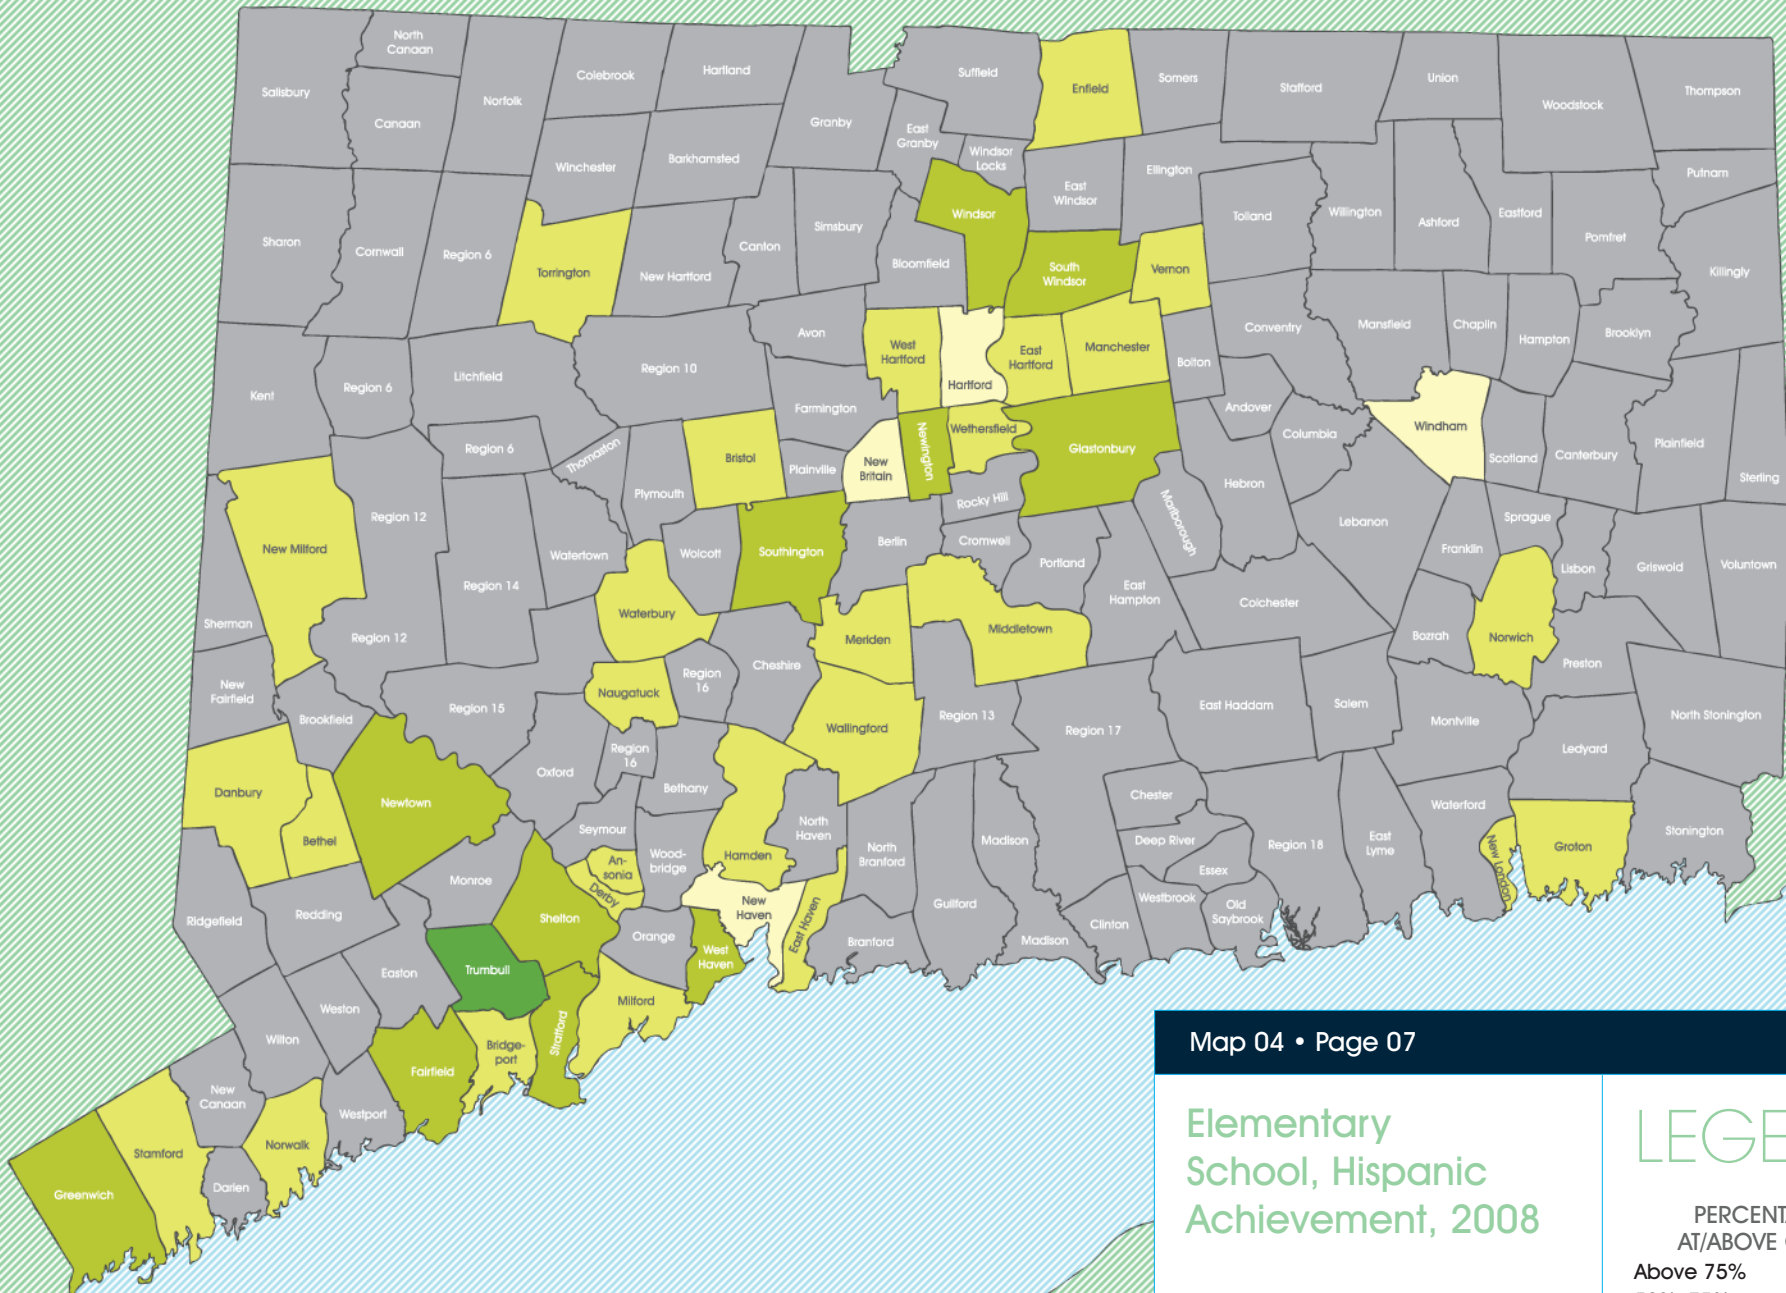 North
Canaan
Salisbury
Canaan
Norfolk
Colebrook
Hartland
Granby
Suffield
Enfield
Somers
Stafford
Union
Woodstock
Thompson
Winchester
Barkhamsted
East
Granby
Windsor
Locks
East
Windsor
Ellington
Tolland
Willington
Ashford
Eastford
Putnam
Pomfret
Killingly
Sharon
Cornwall
Region 6
Torrington
New Hartford
Canton
Simsbury
Bloomfield
Windsor
South
Windsor
Vernon
Kent
Region 6
Litchfield
Region 10
Avon
West
Hartford
Hartford
East
Hartford
Manchester
Bolton
Coventry
Mansfield
Chaplin
Hampton
Brooklyn
Farmington
Region 6
Thomaston
Plymouth
Bristol
Plainville
New
Britain
Newington
Wethersfield
Glastonbury
Andover
Columbia
Windham
Scotland
Canterbury
Plainfield
Sterling
Rocky Hill
Hebron
Marlborough
Lebanon
New Milford
Region 12
Watertown
Wolcott
Southington
Berlin
Cromwell
Portland
East
Hampton
Colchester
Franklin
Sprague
Lisbon
Griswold
Voluntown
Region 14
Waterbury
Sherman
Region 12
Meriden
Middletown
Bozrah
Norwich
Preston
New
Fairfield
Brookfield
Region 15
Naugatuck
Region
16
Cheshire
Wallingford
Region 13
Region 17
East Haddam
Salem
Montville
Ledyard
North Stonington
Danbury
Bethel
Newtown
Oxford
Region
16
Bethany
Seymour
Wood-
bridge
Hamden
North
Haven
North
Branford
Madison
Chester
Deep River
Essex
Region 18
East
Lyme
Waterford
New London
Groton
Stonington
Monroe
An-
sonia
Derby
New
Haven
East Haven
Guilford
Westbrook
Old
Saybrook
Clinton
Branford
Madison
Ridgefield
Redding
Shelton
Orange
West
Haven
Easton
Trumbull
Milford
Weston
Wilton
Fairfield
Bridge-
port
Stratford
New
Canaan
Westport
Norwalk
Stamford
Darien
Greenwich
Map 04 • Page 07
Elementary
School, Hispanic
Achievement, 2008
LEGE
PERCENT
AT/ABOVE
Above 75%